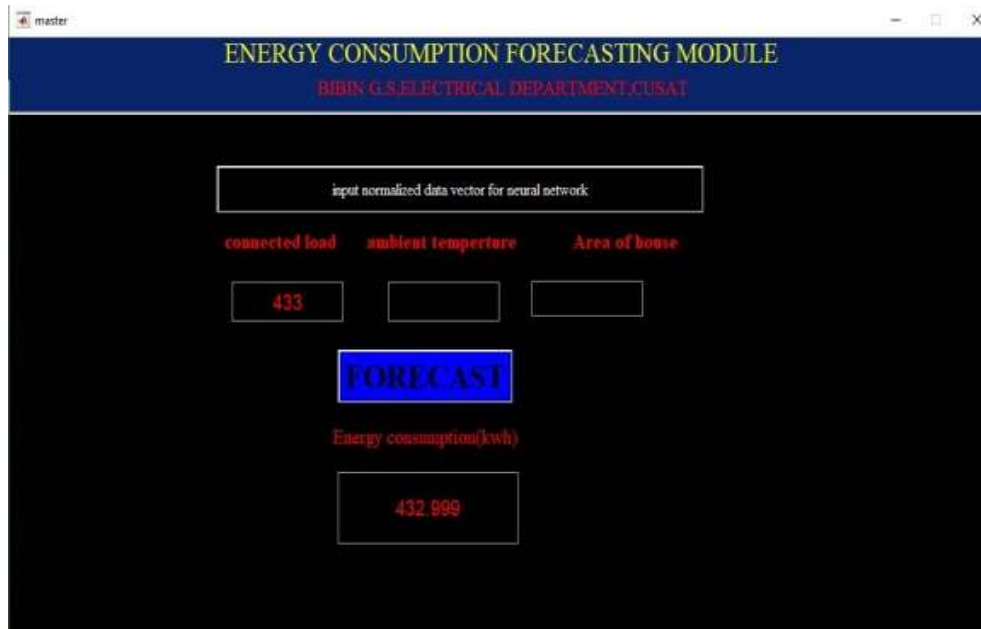 master
ENERGY CONSUMPTION FORECASTING MODULE
BIBIN G.S,ELECTRICAL DEPARTMENT,CUSAT
input normalized data vector for neural network
connected load ambient temperture Area of house
433
FORECAST
Energy consumption(kwh)
432.999